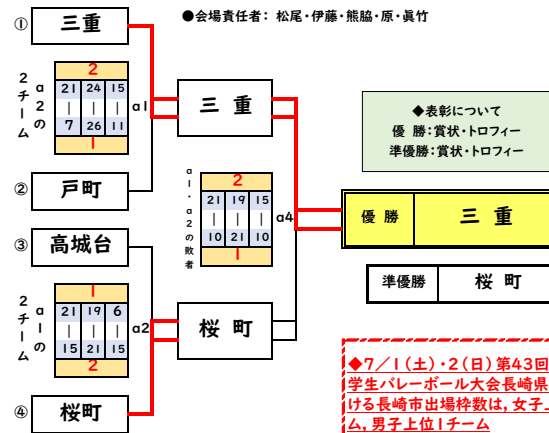 ●会場責任者: 松尾・伊藤・熊脇・原・眞竹
① 三重
a2の
2チーム
2
21 24 15
| | |
7 26 11
1
a1
三 重
② 戸町
◆表彰について
優 勝:賞状・トロフィー
準優勝:賞状・トロフィー
a1・a2の敗者
2
21 19 15
| | |
10 21 10
1
a4
優 勝 三 重
③ 高城台
準優勝 桜 町
a1の
2チーム
1
21 19 6
| | |
15 21 15
2
a2
桜 町
④ 桜町
◆7/1(土)・2(日)第43回
学生バレーボール大会長崎県
ける長崎市出場枠数は,女子上
ム,男子上位1チーム